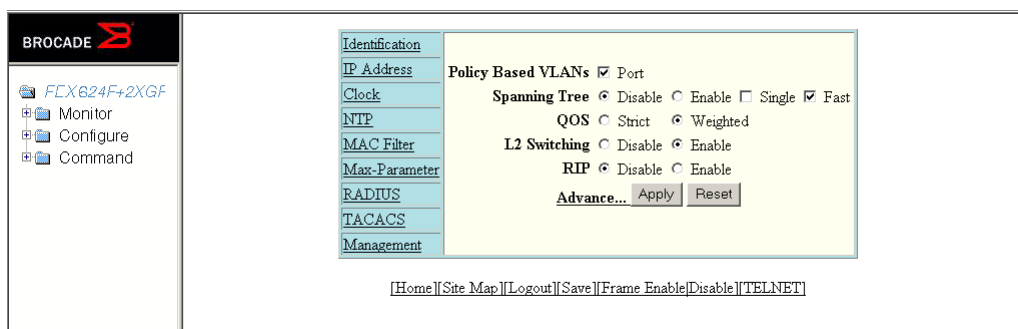 BROCADE
FEX624F+2XGF
Monitor
Configure
Command
Identification
IP Address
Clock
NTP
MAC Filter
Max-Parameter
RADIUS
TACACS
Management
Policy Based VLANs Port
Spanning Tree Disable Enable Single Fast
QOS Strict Weighted
L2 Switching Disable Enable
RIP Disable Enable
Advance... Apply Reset
[Home][Site Map][Logout][Save][Frame Enable|Disable][TELNET]